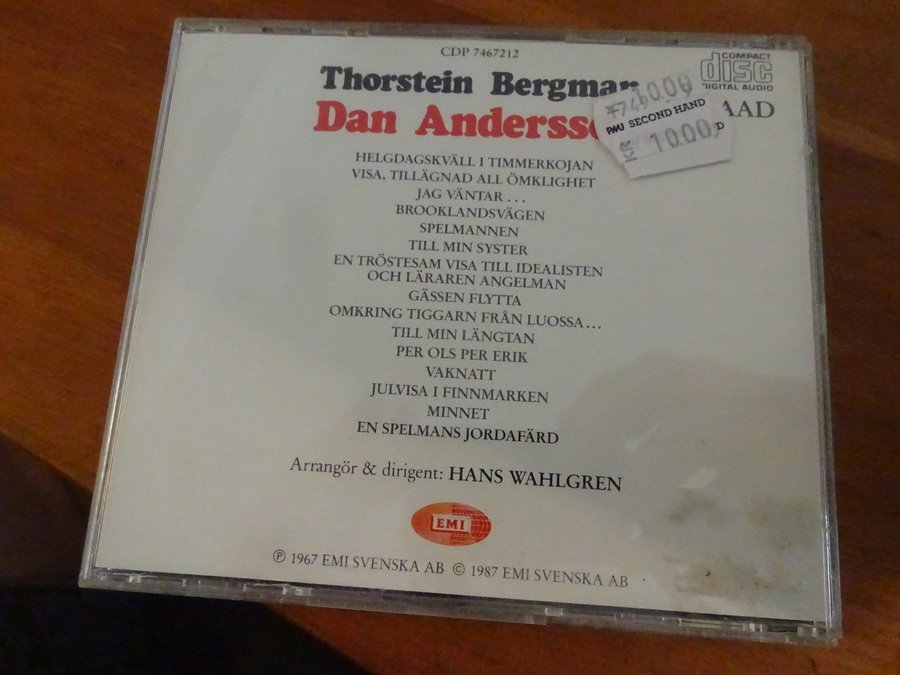 CDP 7467212
COMPACT
disc
DIGITAL AUDIO
Thorstein Bergman
AAD
Dan Anderss
PMU SECOND HAND
KR 1000,
HELGDAGSKVÄLL I TIMMERKOJAN
VISA, TILLÄGNAD ALL ÖMKLIGHET
JAG VÄNTAR...
BROOKLANDSVÄGEN
SPELMANNEN
TILL MIN SYSTER
EN TRÖSTESAM VISA TILL IDEALISTEN
OCH LÄRAREN ANGELMAN
GÄSSEN FLYTTA
OMKRING TIGGARN FRÅN LUOSSA...
TILL MIN LÄNGTAN
PER OLS PER ERIK
VAKNATT
JULVISA I FINNMARKEN
MINNET
EN SPELMANS JORDAFÄRD
Arrangör & dirigent: HANS WAHLGREN
EMI
Ⓟ 1967 EMI SVENSKA AB © 1987 EMI SVENSKA AB